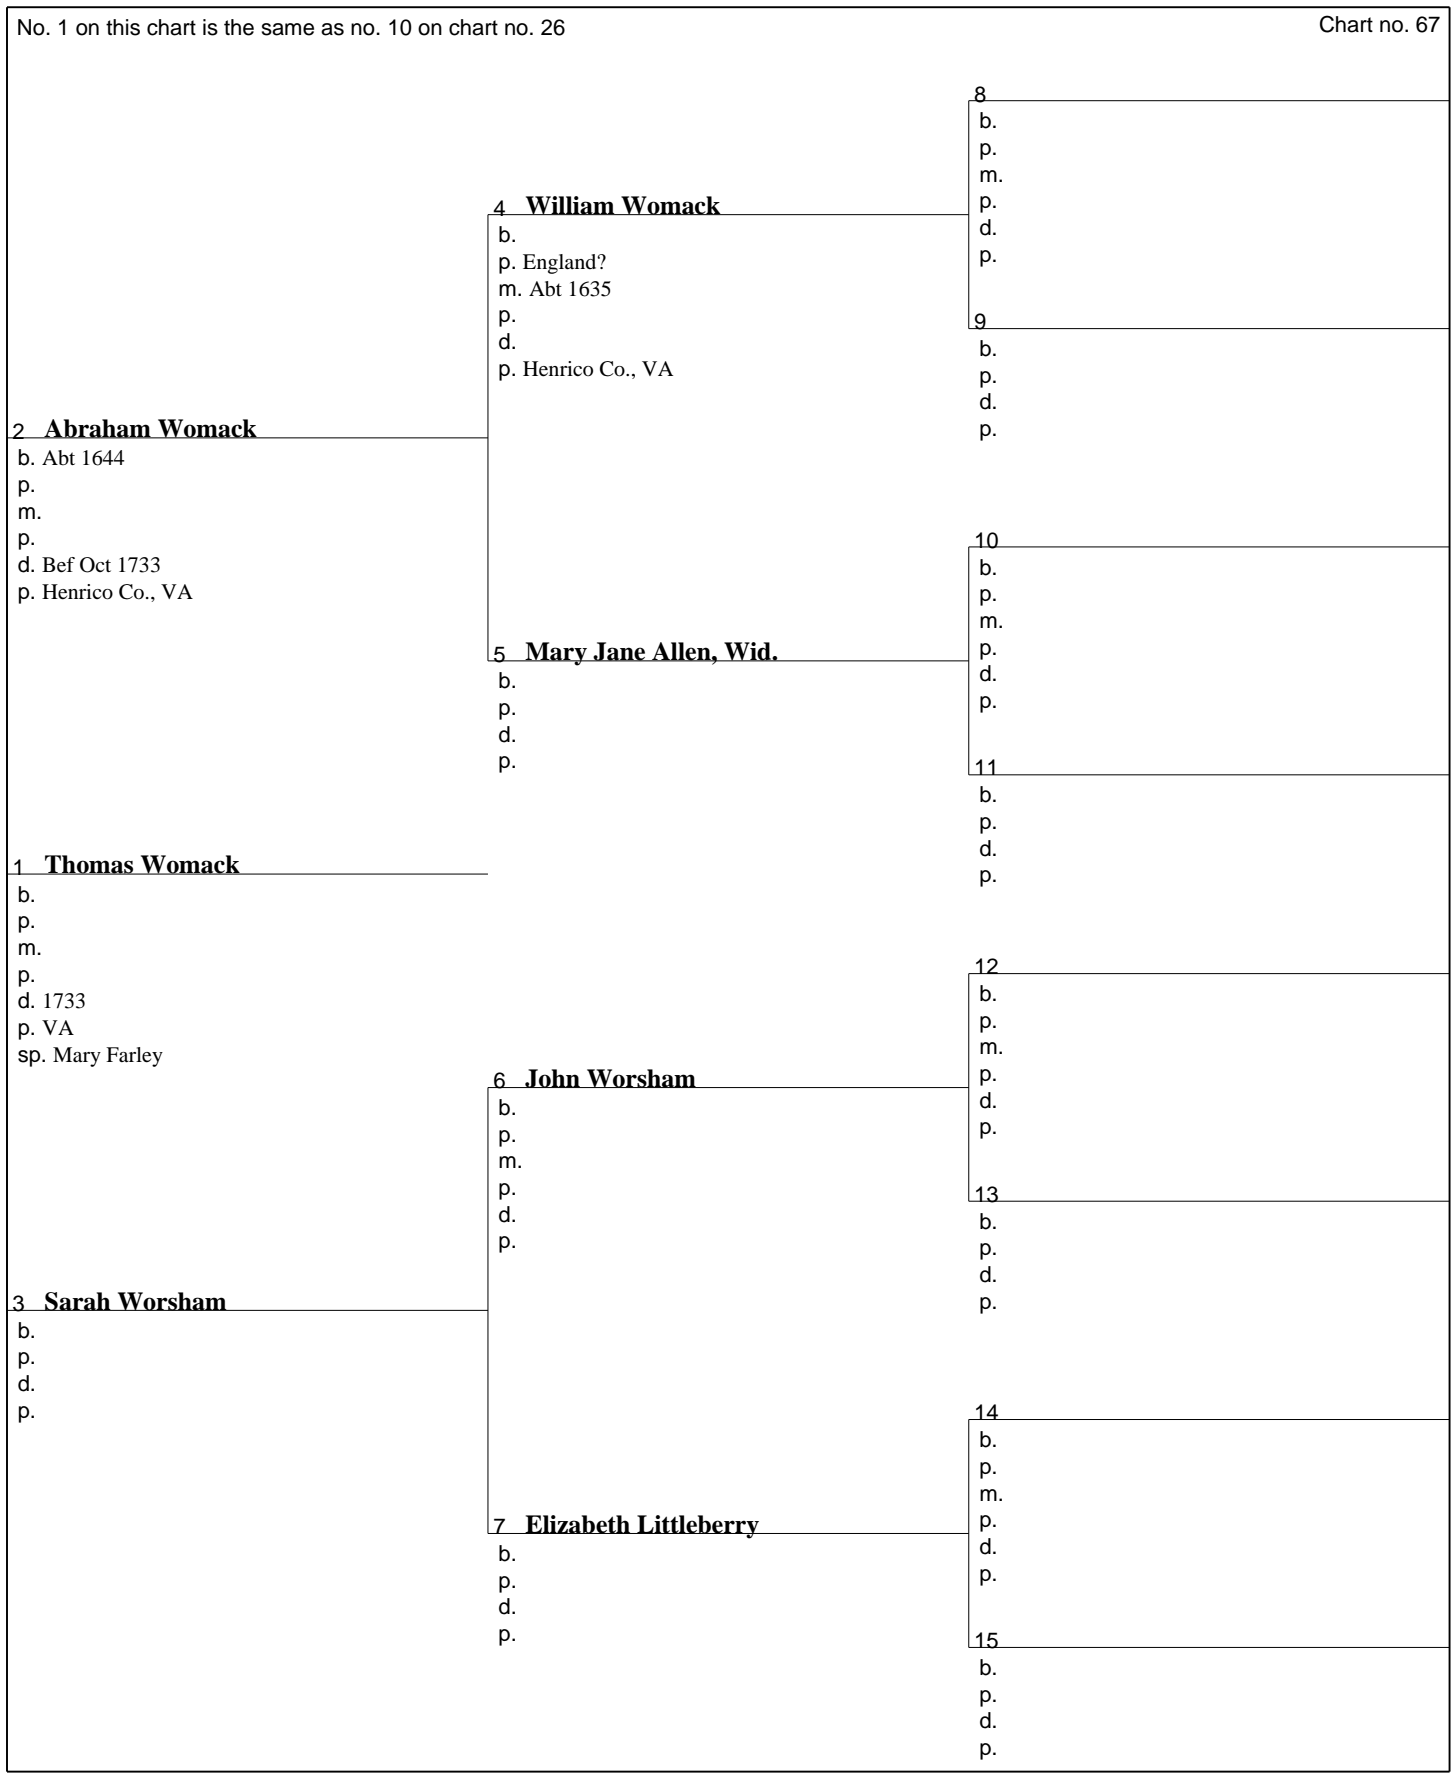 No. 1 on this chart is the same as no. 10 on chart no. 26
Chart no. 67
8
b.
p.
m.
p.
d.
p.
4 William Womack
b.
p. England?
m. Abt 1635
p.
d.
p. Henrico Co., VA
9
b.
p.
d.
p.
2 Abraham Womack
b. Abt 1644
p.
m.
p.
d. Bef Oct 1733
p. Henrico Co., VA
10
b.
p.
m.
p.
d.
p.
5 Mary Jane Allen, Wid.
b.
p.
d.
p.
11
b.
p.
d.
p.
1 Thomas Womack
b.
p.
m.
p.
d. 1733
p. VA
sp. Mary Farley
12
b.
p.
m.
p.
d.
p.
6 John Worsham
b.
p.
m.
p.
d.
p.
13
b.
p.
d.
p.
3 Sarah Worsham
b.
p.
d.
p.
14
b.
p.
m.
p.
d.
p.
7 Elizabeth Littleberry
b.
p.
d.
p.
15
b.
p.
d.
p.